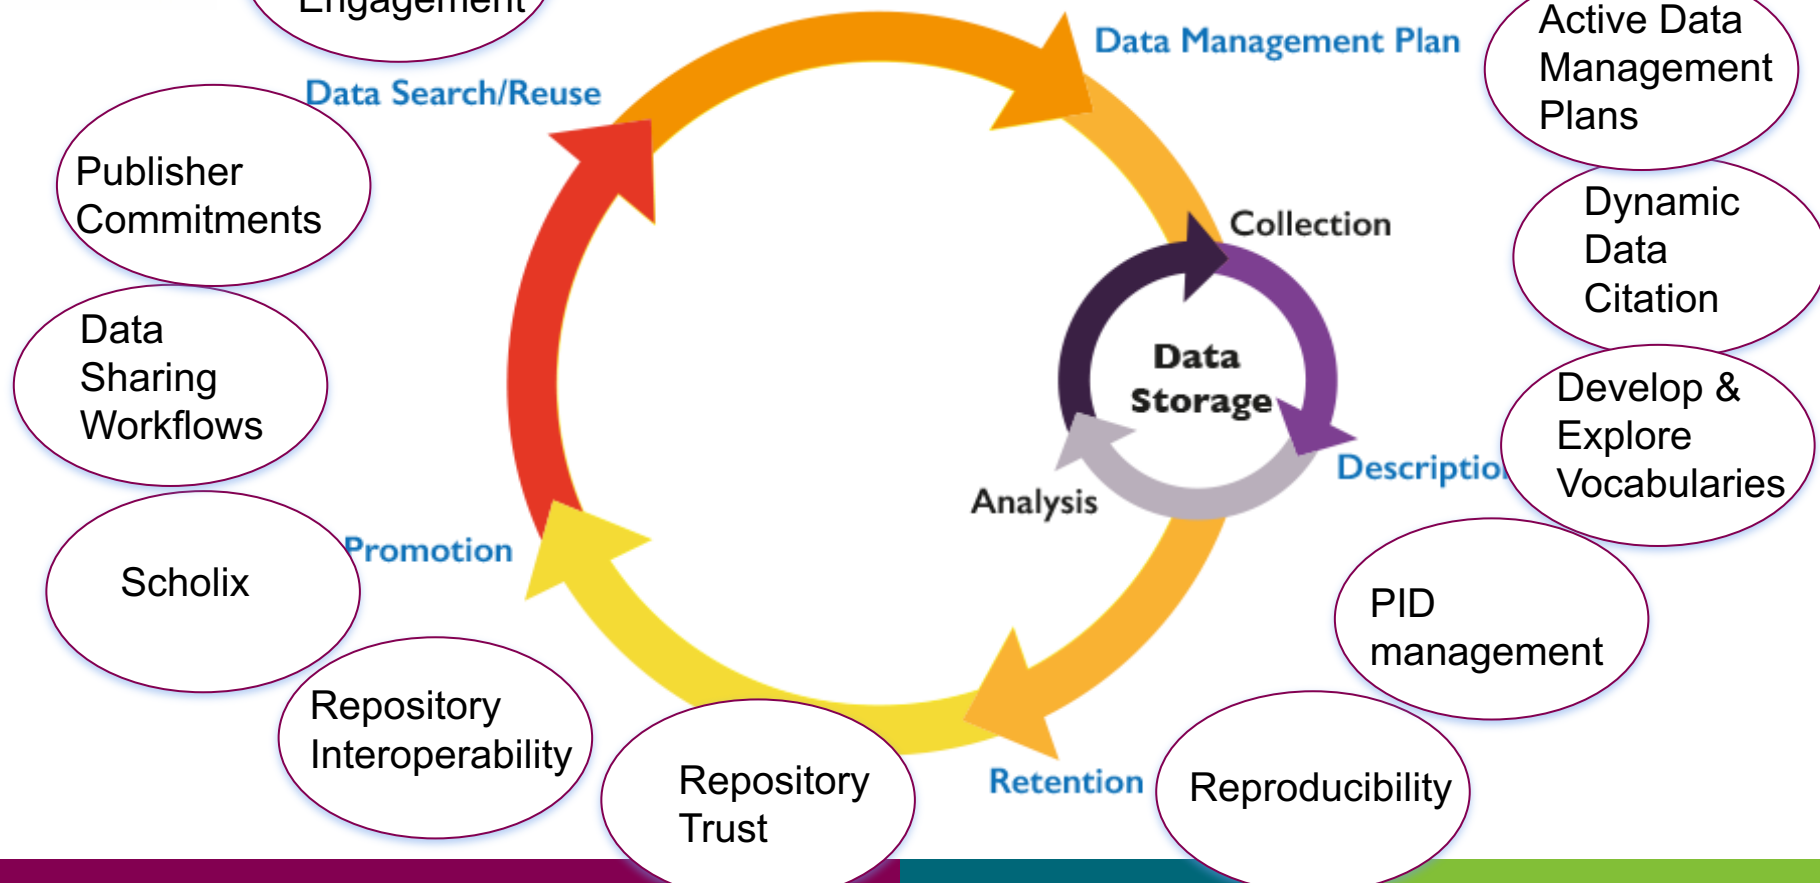 Engagement
Data Management Plan
Active Data
Management
Plans
Data Search/Reuse
Publisher
Commitments
Dynamic
Data
Citation
Collection
Data
Sharing
Workflows
Data
Storage
Develop &
Explore
Vocabularies
Description
Analysis
Promotion
Scholix
PID
management
Repository
Interoperability
Repository
Trust
Retention
Reproducibility